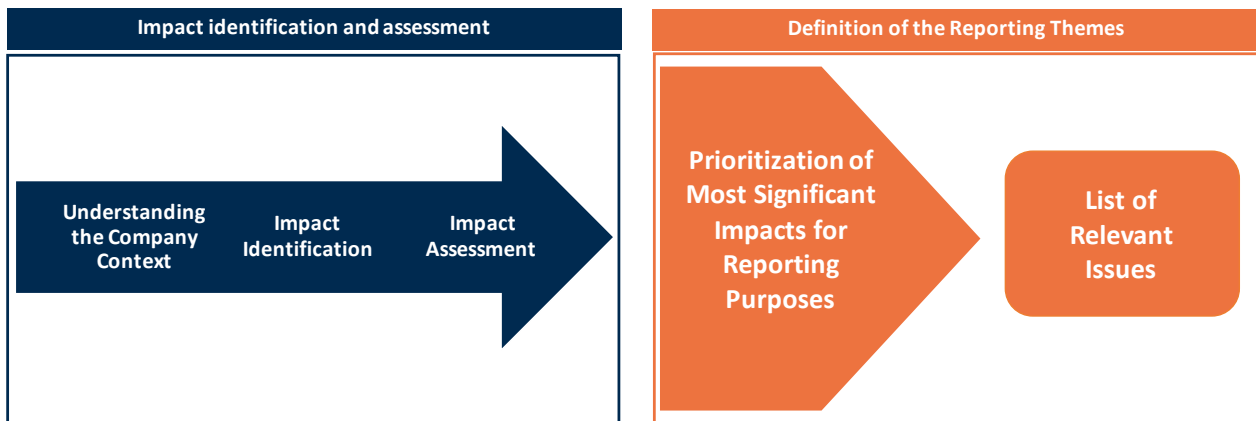 Impact identification and assessment
Understanding
the Company
Context
Impact
Identification
Impact
Assessment
Definition of the Reporting Themes
Prioritization of
Most Significant
Impacts for
Reporting
Purposes
List of
Relevant
Issues